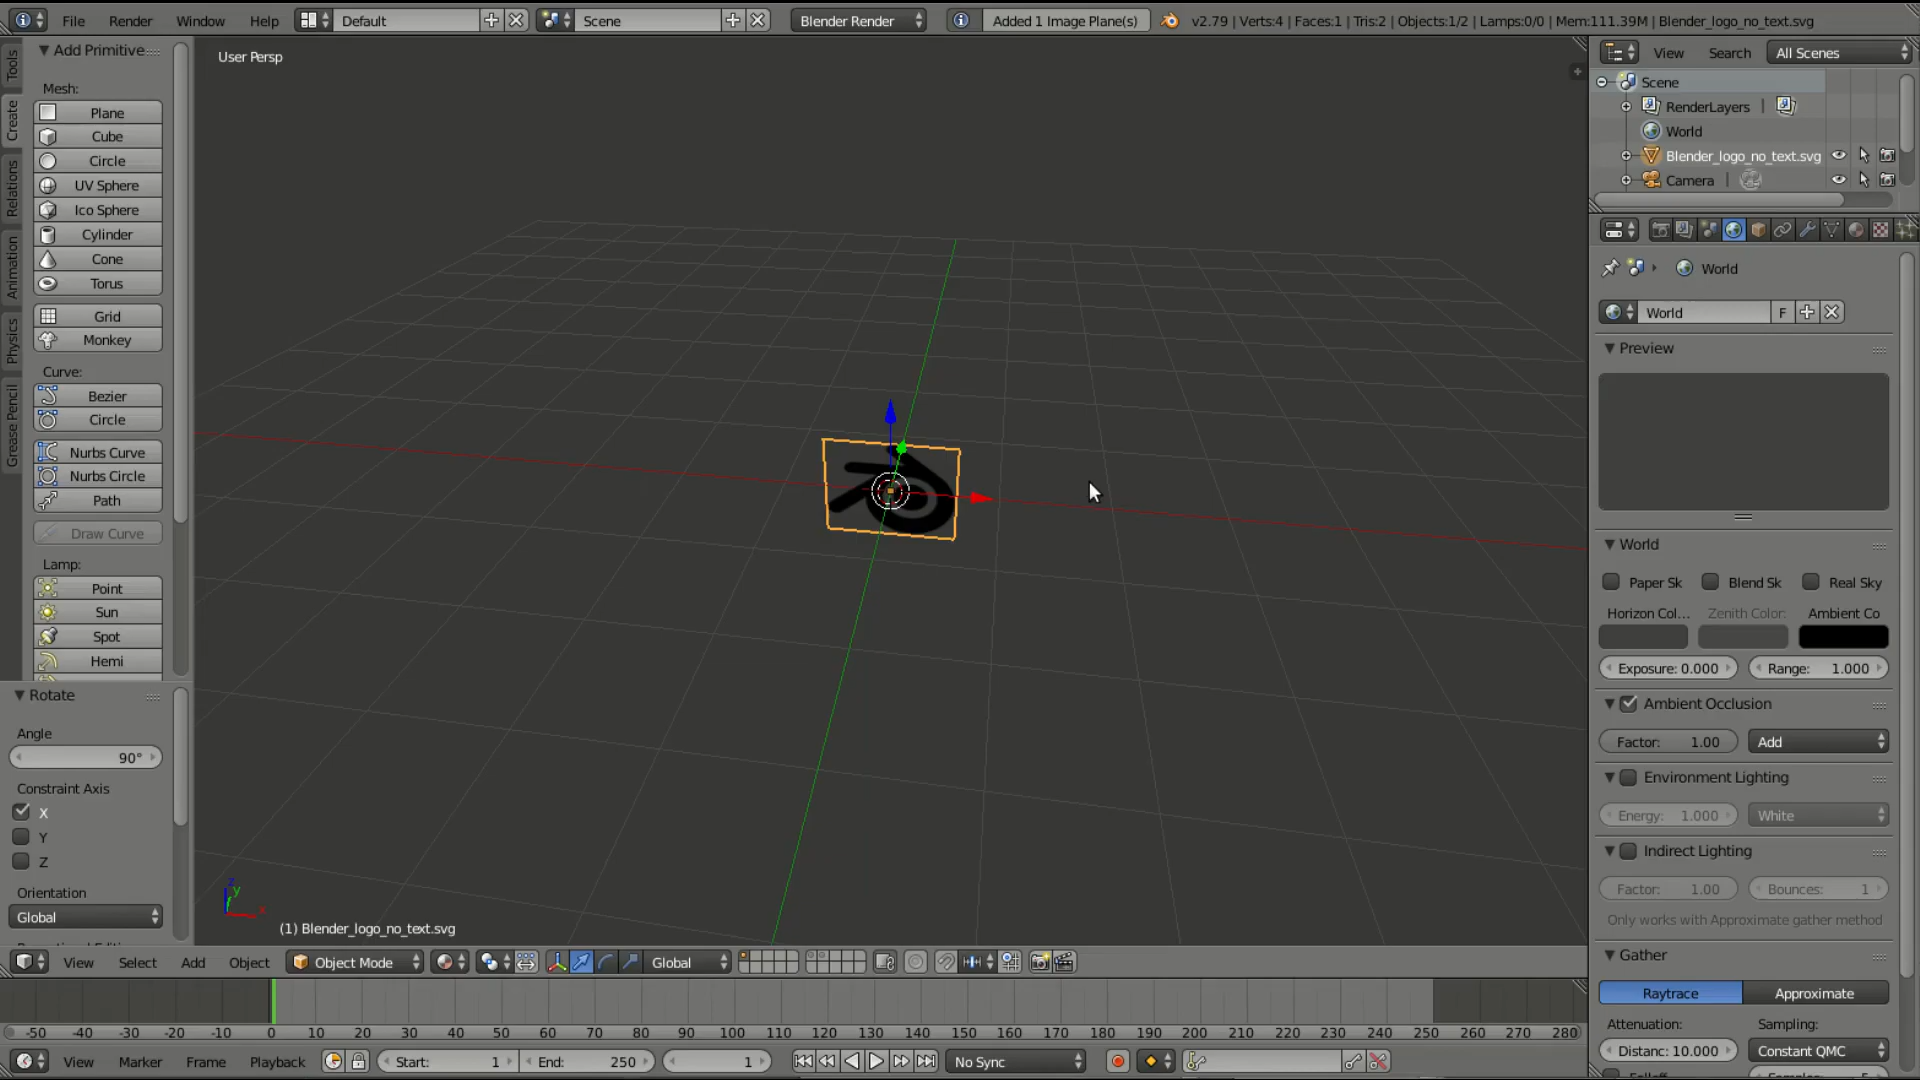 File Render Window Help Default Scene Blender Render Added 1 Image Plane(s) v2.79 | Verts:4 | Faces:1 | Tris:2 | Objects:1/2 | Lamps:0/0 | Mem:111.39M | Blender_logo_no_text.svg
Tools
Create
Relations
Animation
Physics
Grease Pencil
Add Primitive
Mesh:
Plane
Cube
Circle
UV Sphere
Ico Sphere
Cylinder
Cone
Torus
Grid
Monkey
Curve:
Bezier
Circle
Nurbs Curve
Nurbs Circle
Path
Draw Curve
Lamp:
Point
Sun
Spot
Hemi
Rotate
Angle
90°
Constraint Axis
X
Y
Z
Orientation
Global
User Persp
z
y
x
(1) Blender_logo_no_text.svg
View Select Add Object Object Mode Global
-50 -40 -30 -20 -10 0 10 20 30 40 50 60 70 80 90 100 110 120 130 140 150 160 170 180 190 200 210 220 230 240 250 260 270 280
View Marker Frame Playback Start: 1 End: 250 1 No Sync
View Search All Scenes
Scene
RenderLayers |
World
Blender_logo_no_text.svg
Camera |
World
World F
Preview
World
Paper Sk Blend Sk Real Sky
Horizon Col... Zenith Color: Ambient Co
Exposure: 0.000 Range: 1.000
Ambient Occlusion
Factor: 1.00 Add
Environment Lighting
Energy: 1.000 White
Indirect Lighting
Factor: 1.00 Bounces: 1
Only works with Approximate gather method
Gather
Raytrace Approximate
Attenuation: Sampling:
Distanc: 10.000 Constant QMC